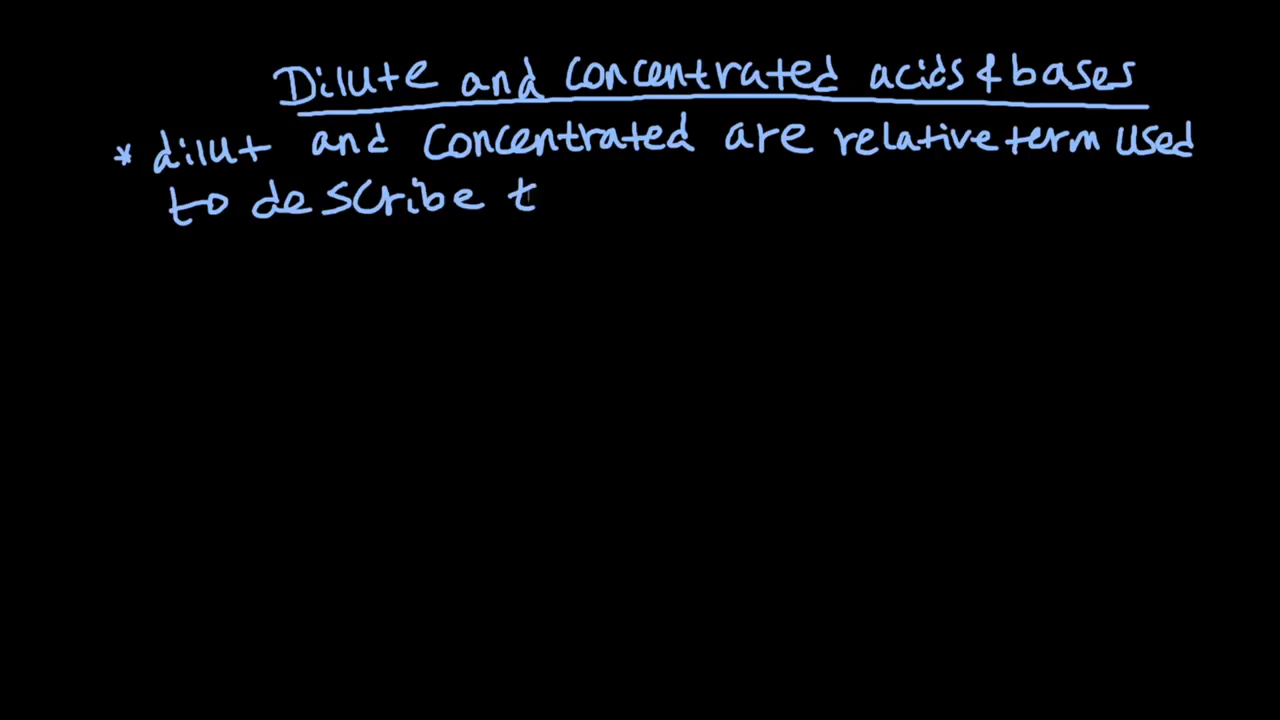 Dilute and concentrated acids & bases
* dilut and concentrated are relative term used
to describe t